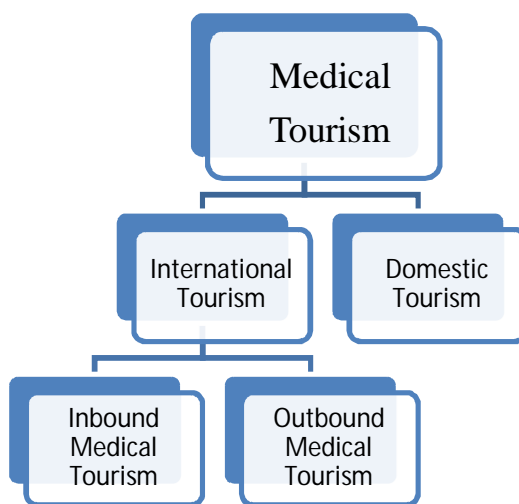 Medical
Tourism
International
Tourism
Domestic
Tourism
Inbound
Medical
Tourism
Outbound
Medical
Tourism